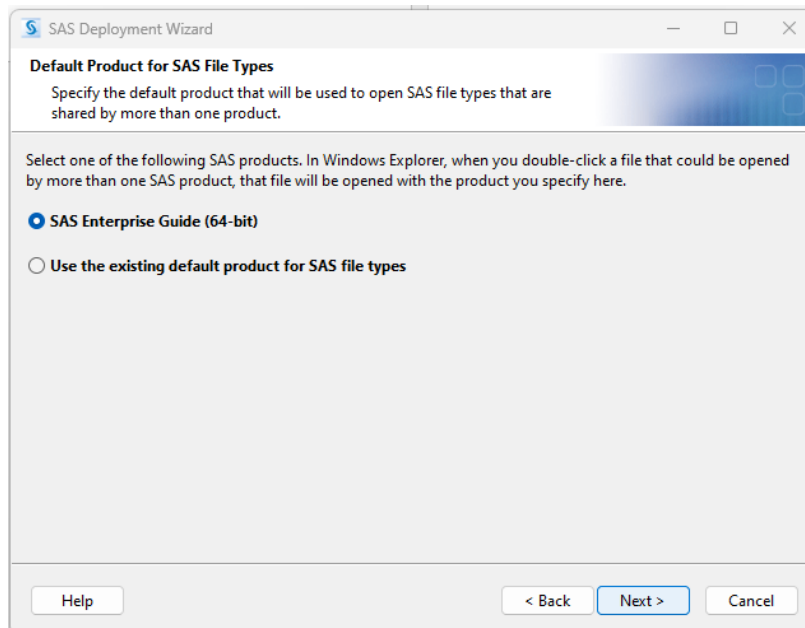 SAS Deployment Wizard
Default Product for SAS File Types
Specify the default product that will be used to open SAS file types that are
shared by more than one product.
Select one of the following SAS products. In Windows Explorer, when you double-click a file that could be opened
by more than one SAS product, that file will be opened with the product you specify here.
SAS Enterprise Guide (64-bit)
Use the existing default product for SAS file types
Help
< Back
Next >
Cancel